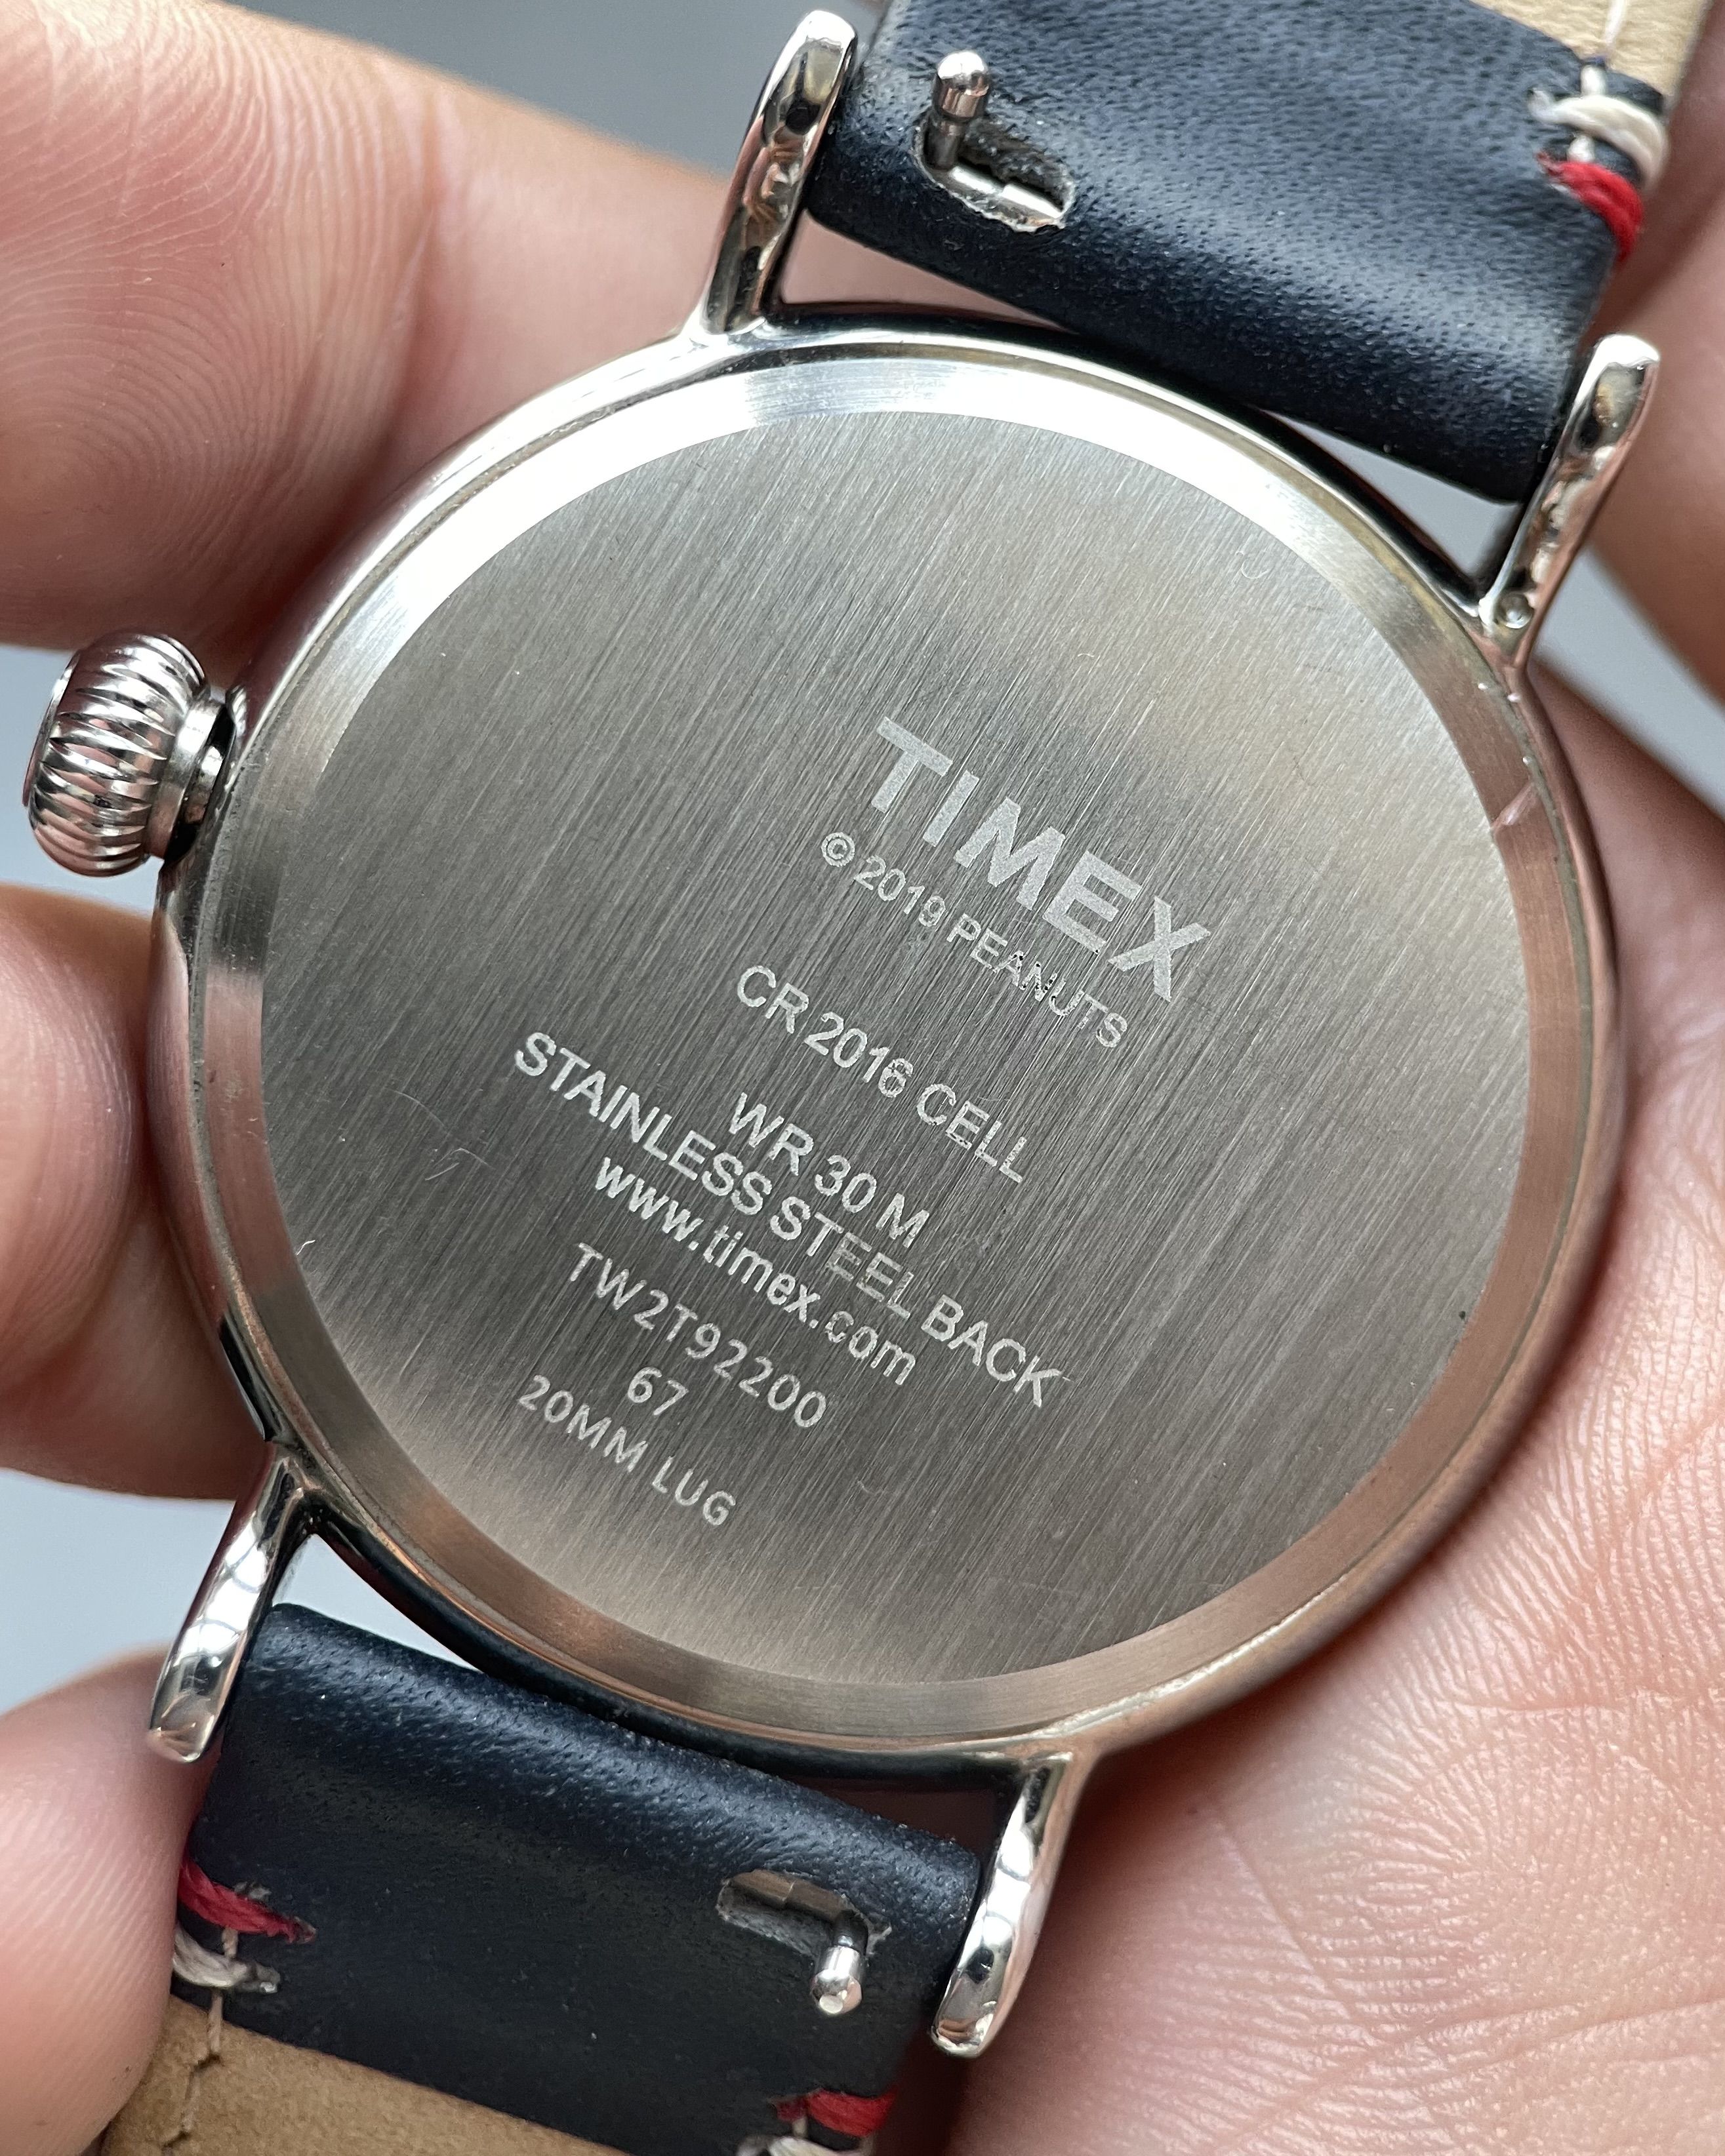 TIMEX
© 2019 PEANUTS
CR 2016 CELL
WR 30 M
STAINLESS STEEL BACK
www.timex.com
TW2T92200
67
20MM LUG